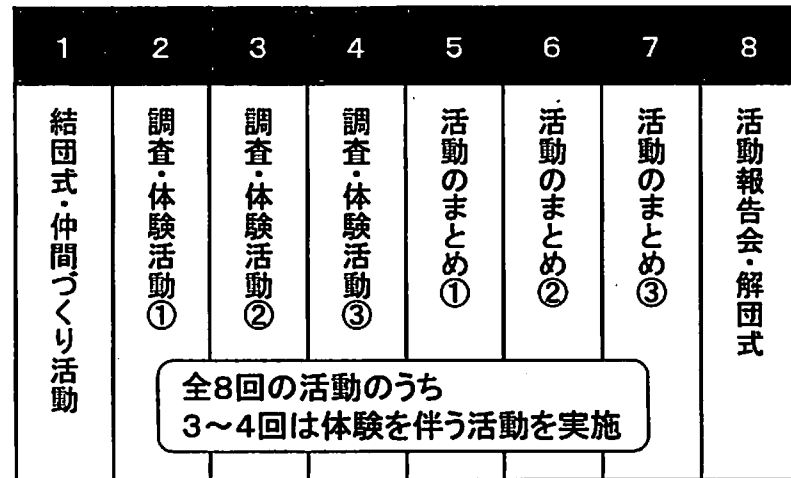 1 2 3 4 5 6 7 8
結団式・仲間づくり活動
調査・体験活動①
調査・体験活動②
調査・体験活動③
活動のまとめ①
活動のまとめ②
活動のまとめ③
活動報告会・解団式
全8回の活動のうち
3～4回は体験を伴う活動を実施